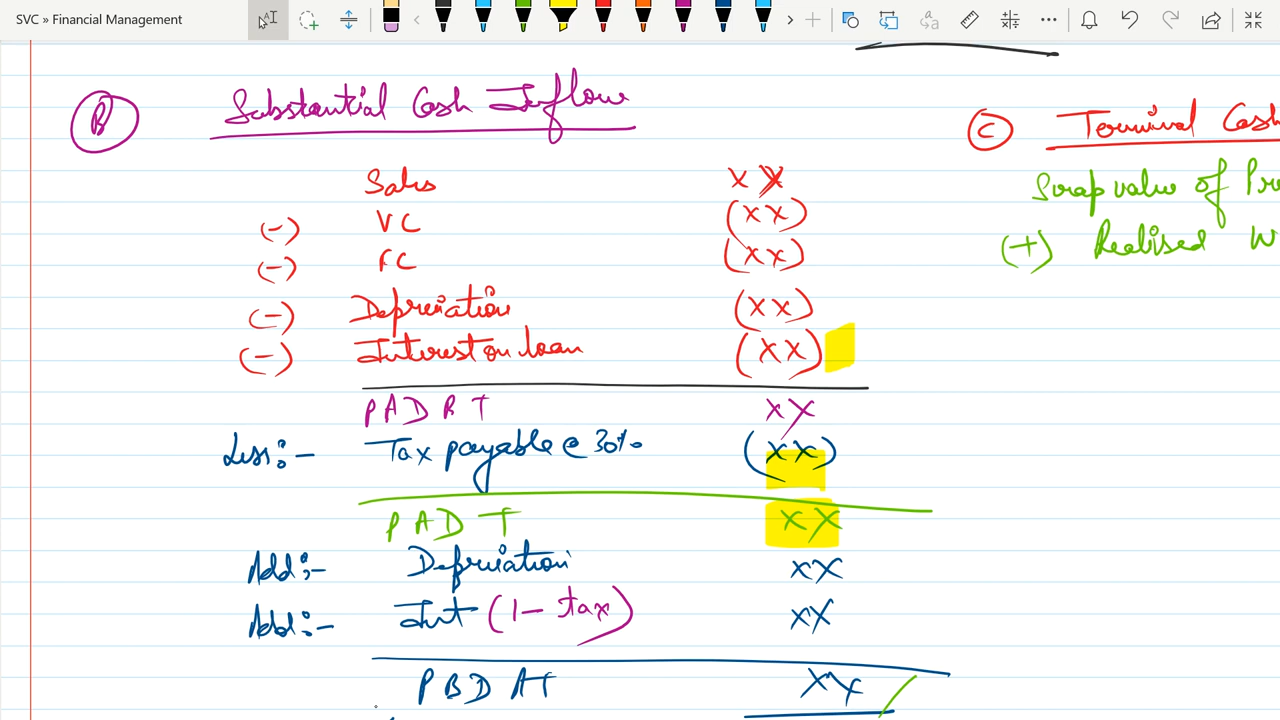 SVC » Financial Management
B Substantial Cash Inflow
Sales XX
(-) VC (XX)
(-) FC (XX)
(-) Depreciation (XX)
(-) Interest on loan (XX)
PADBT XX
Less:- Tax payable @ 30% (XX)
PADT XX
Add:- Depreciation XX
Add:- Int (1- tax) XX
PBDAT XX
C Terminal Cash
Scrap value of Pr
(+) Realised W